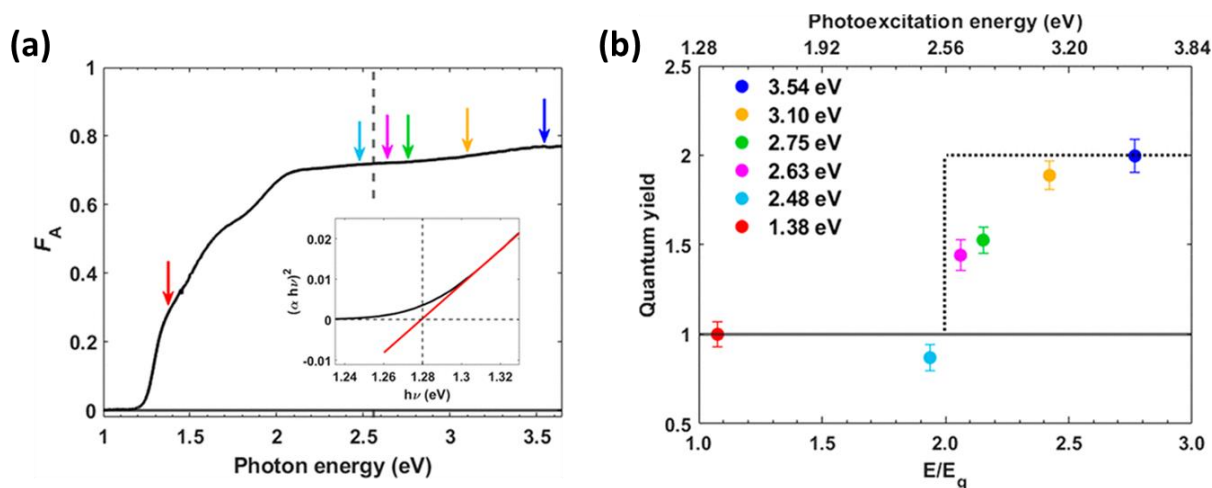 (a)
1
0.8
0.6
0.4
0.2
0
F_A
1
1.5
2
2.5
3
3.5
Photon energy (eV)
0.02
0.01
0
-0.01
(α hν)²
1.24
1.26
1.28
1.3
1.32
hν (eV)
(b)
Photoexcitation energy (eV)
1.28
1.92
2.56
3.20
3.84
2.5
2
1.5
1
0.5
Quantum yield
3.54 eV
3.10 eV
2.75 eV
2.63 eV
2.48 eV
1.38 eV
1.0
1.5
2.0
2.5
3.0
E/E_g